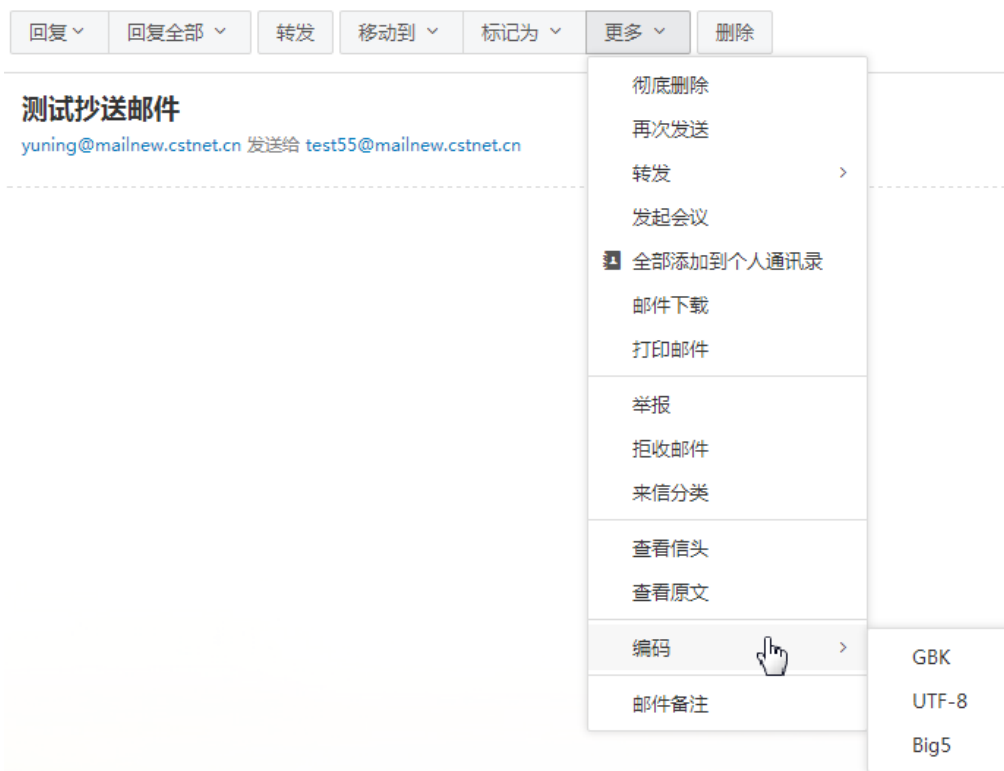 回复 回复全部 转发 移动到 标记为 更多 删除
测试抄送邮件
yuning@mailnew.cstnet.cn 发送给 test55@mailnew.cstnet.cn
彻底删除
再次发送
转发
发起会议
全部添加到个人通讯录
邮件下载
打印邮件
举报
拒收邮件
来信分类
查看信头
查看原文
编码
GBK
UTF-8
Big5
邮件备注